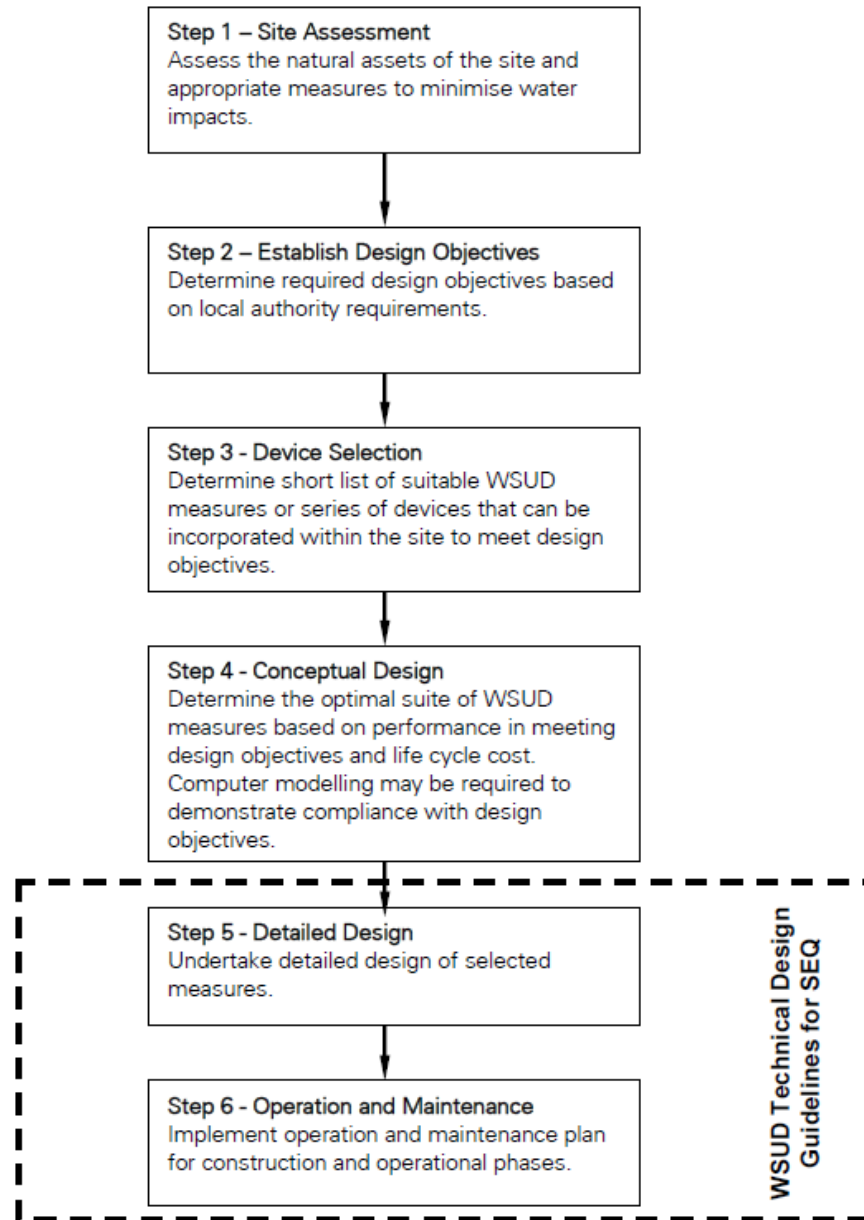 Step 1 – Site Assessment
Assess the natural assets of the site and
appropriate measures to minimise water
impacts.
Step 2 – Establish Design Objectives
Determine required design objectives based
on local authority requirements.
Step 3 - Device Selection
Determine short list of suitable WSUD
measures or series of devices that can be
incorporated within the site to meet design
objectives.
Step 4 - Conceptual Design
Determine the optimal suite of WSUD
measures based on performance in meeting
design objectives and life cycle cost.
Computer modelling may be required to
demonstrate compliance with design
objectives.
Step 5 - Detailed Design
Undertake detailed design of selected
measures.
Step 6 - Operation and Maintenance
Implement operation and maintenance plan
for construction and operational phases.
WSUD Technical Design
Guidelines for SEQ